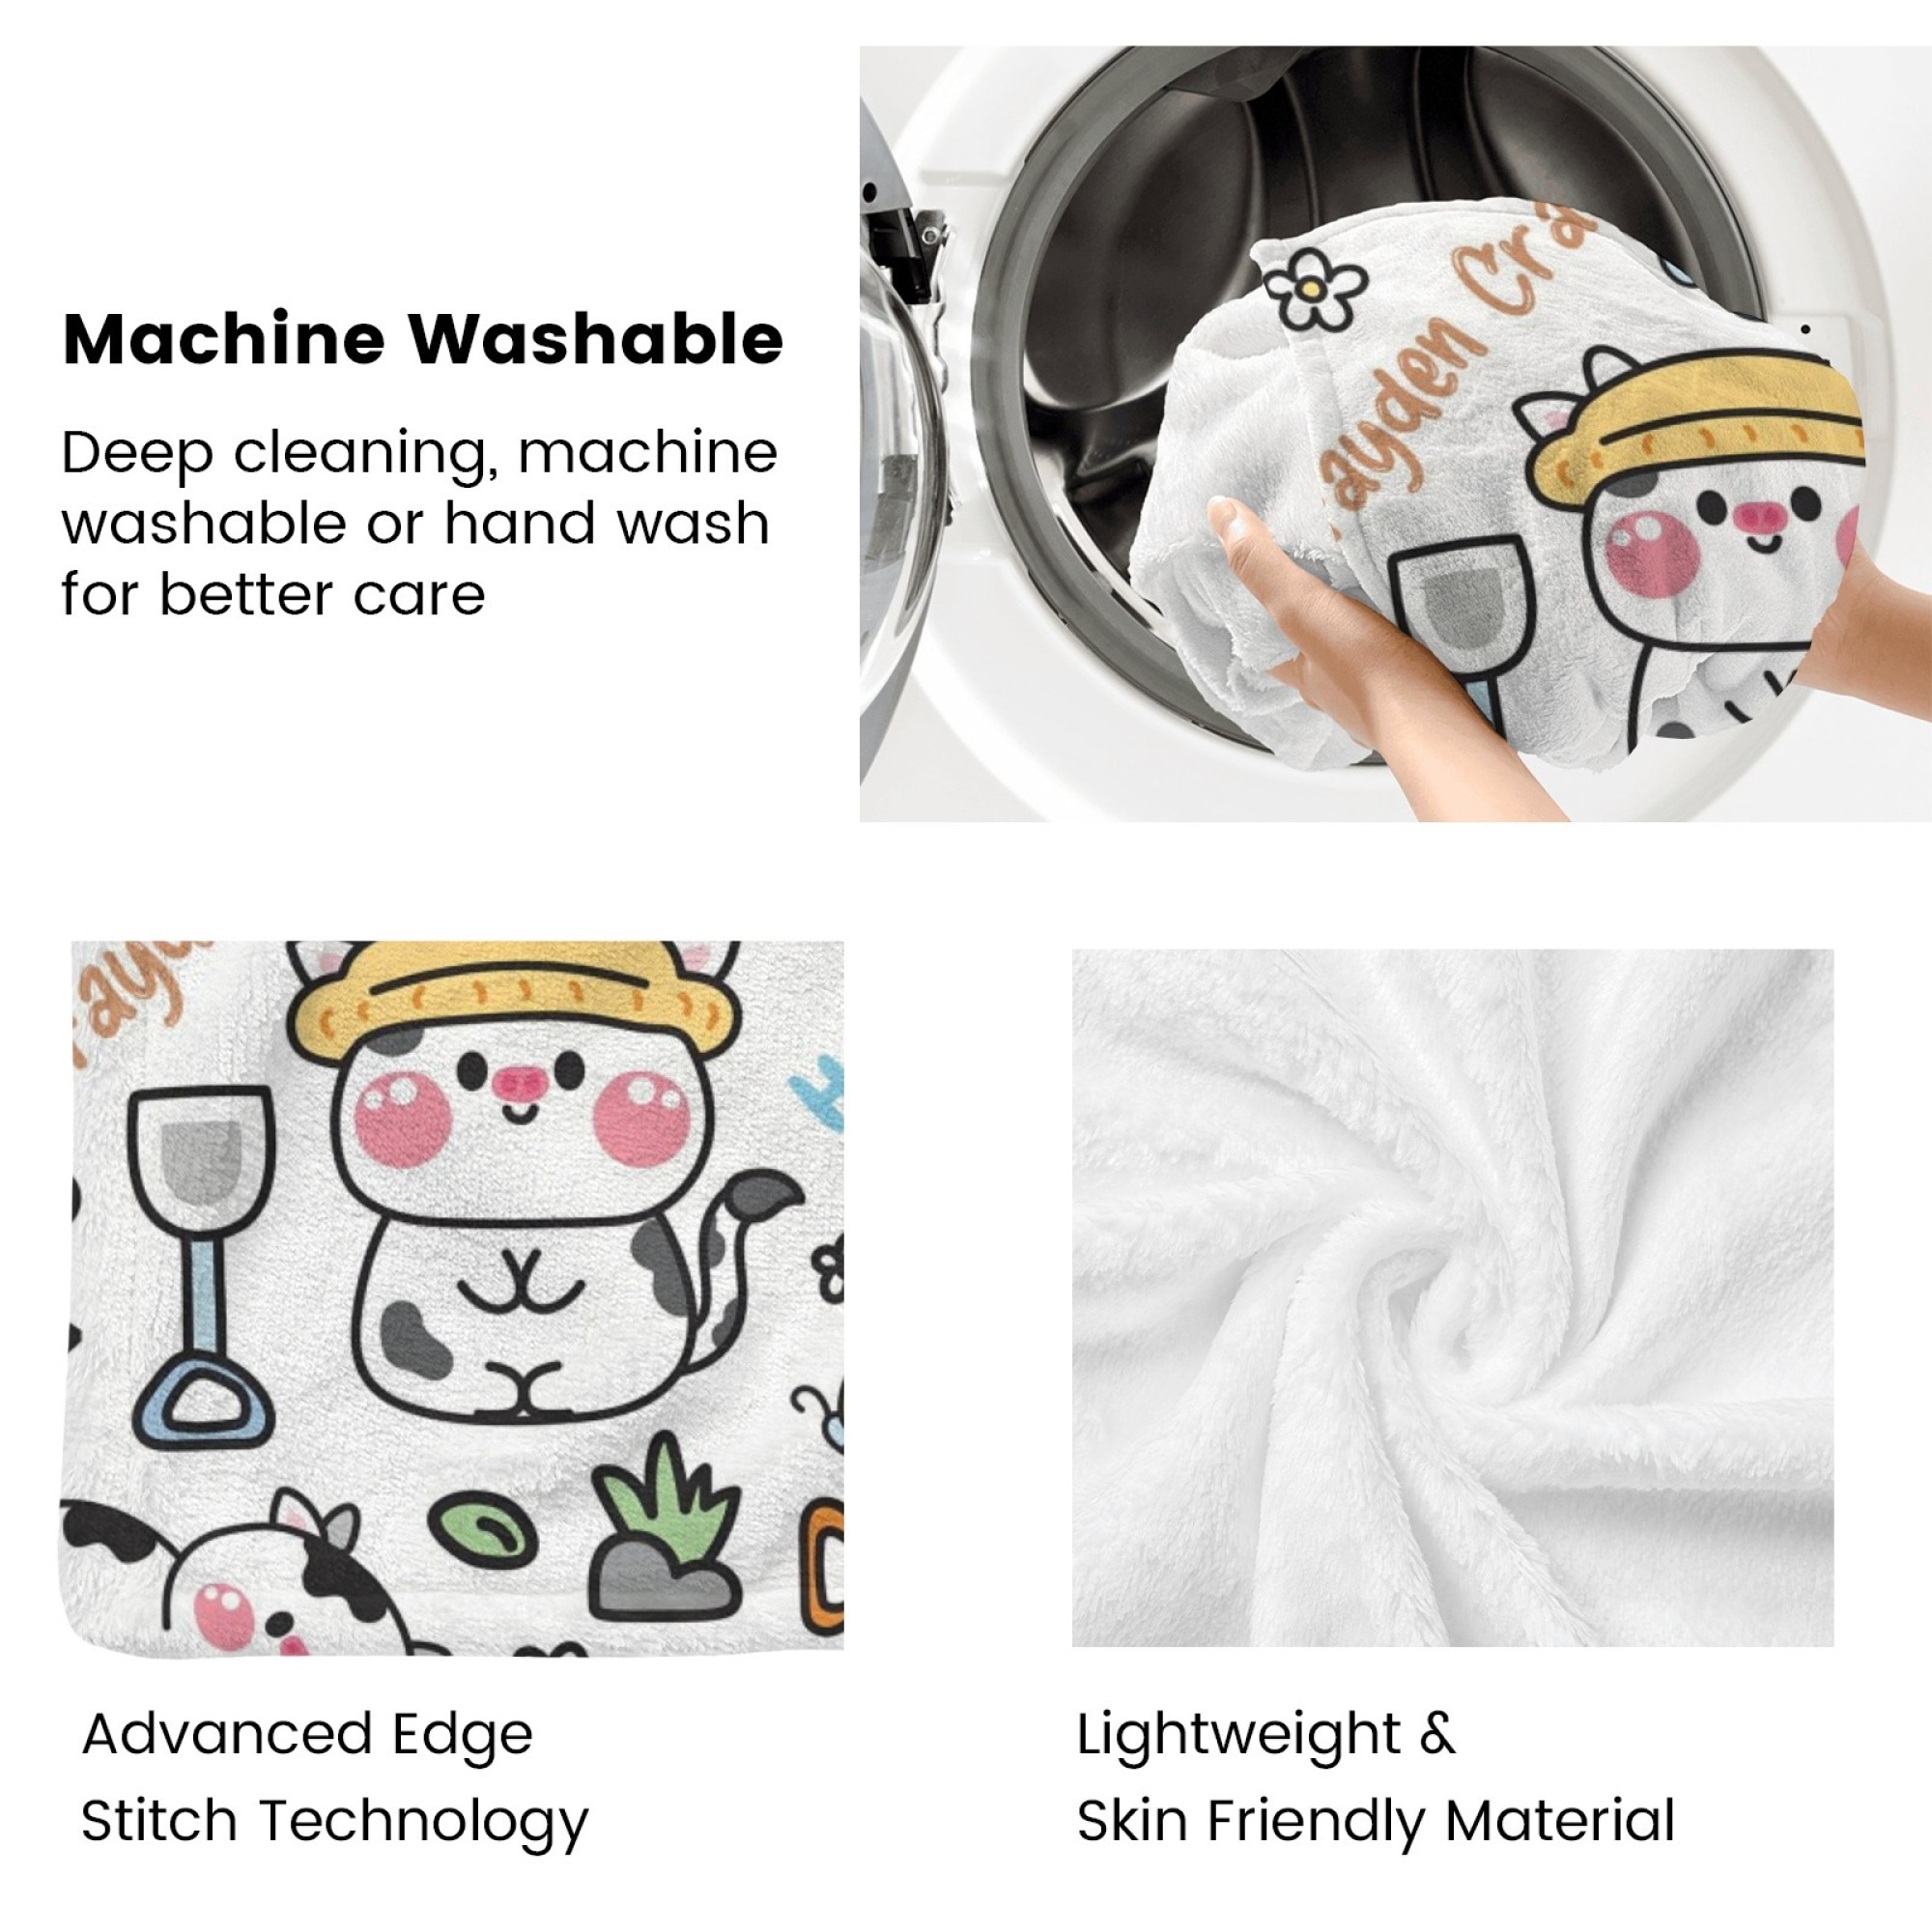 Machine Washable
Deep cleaning, machine
washable or hand wash
for better care
ayden Cra
Advanced Edge
Stitch Technology
Lightweight &
Skin Friendly Material